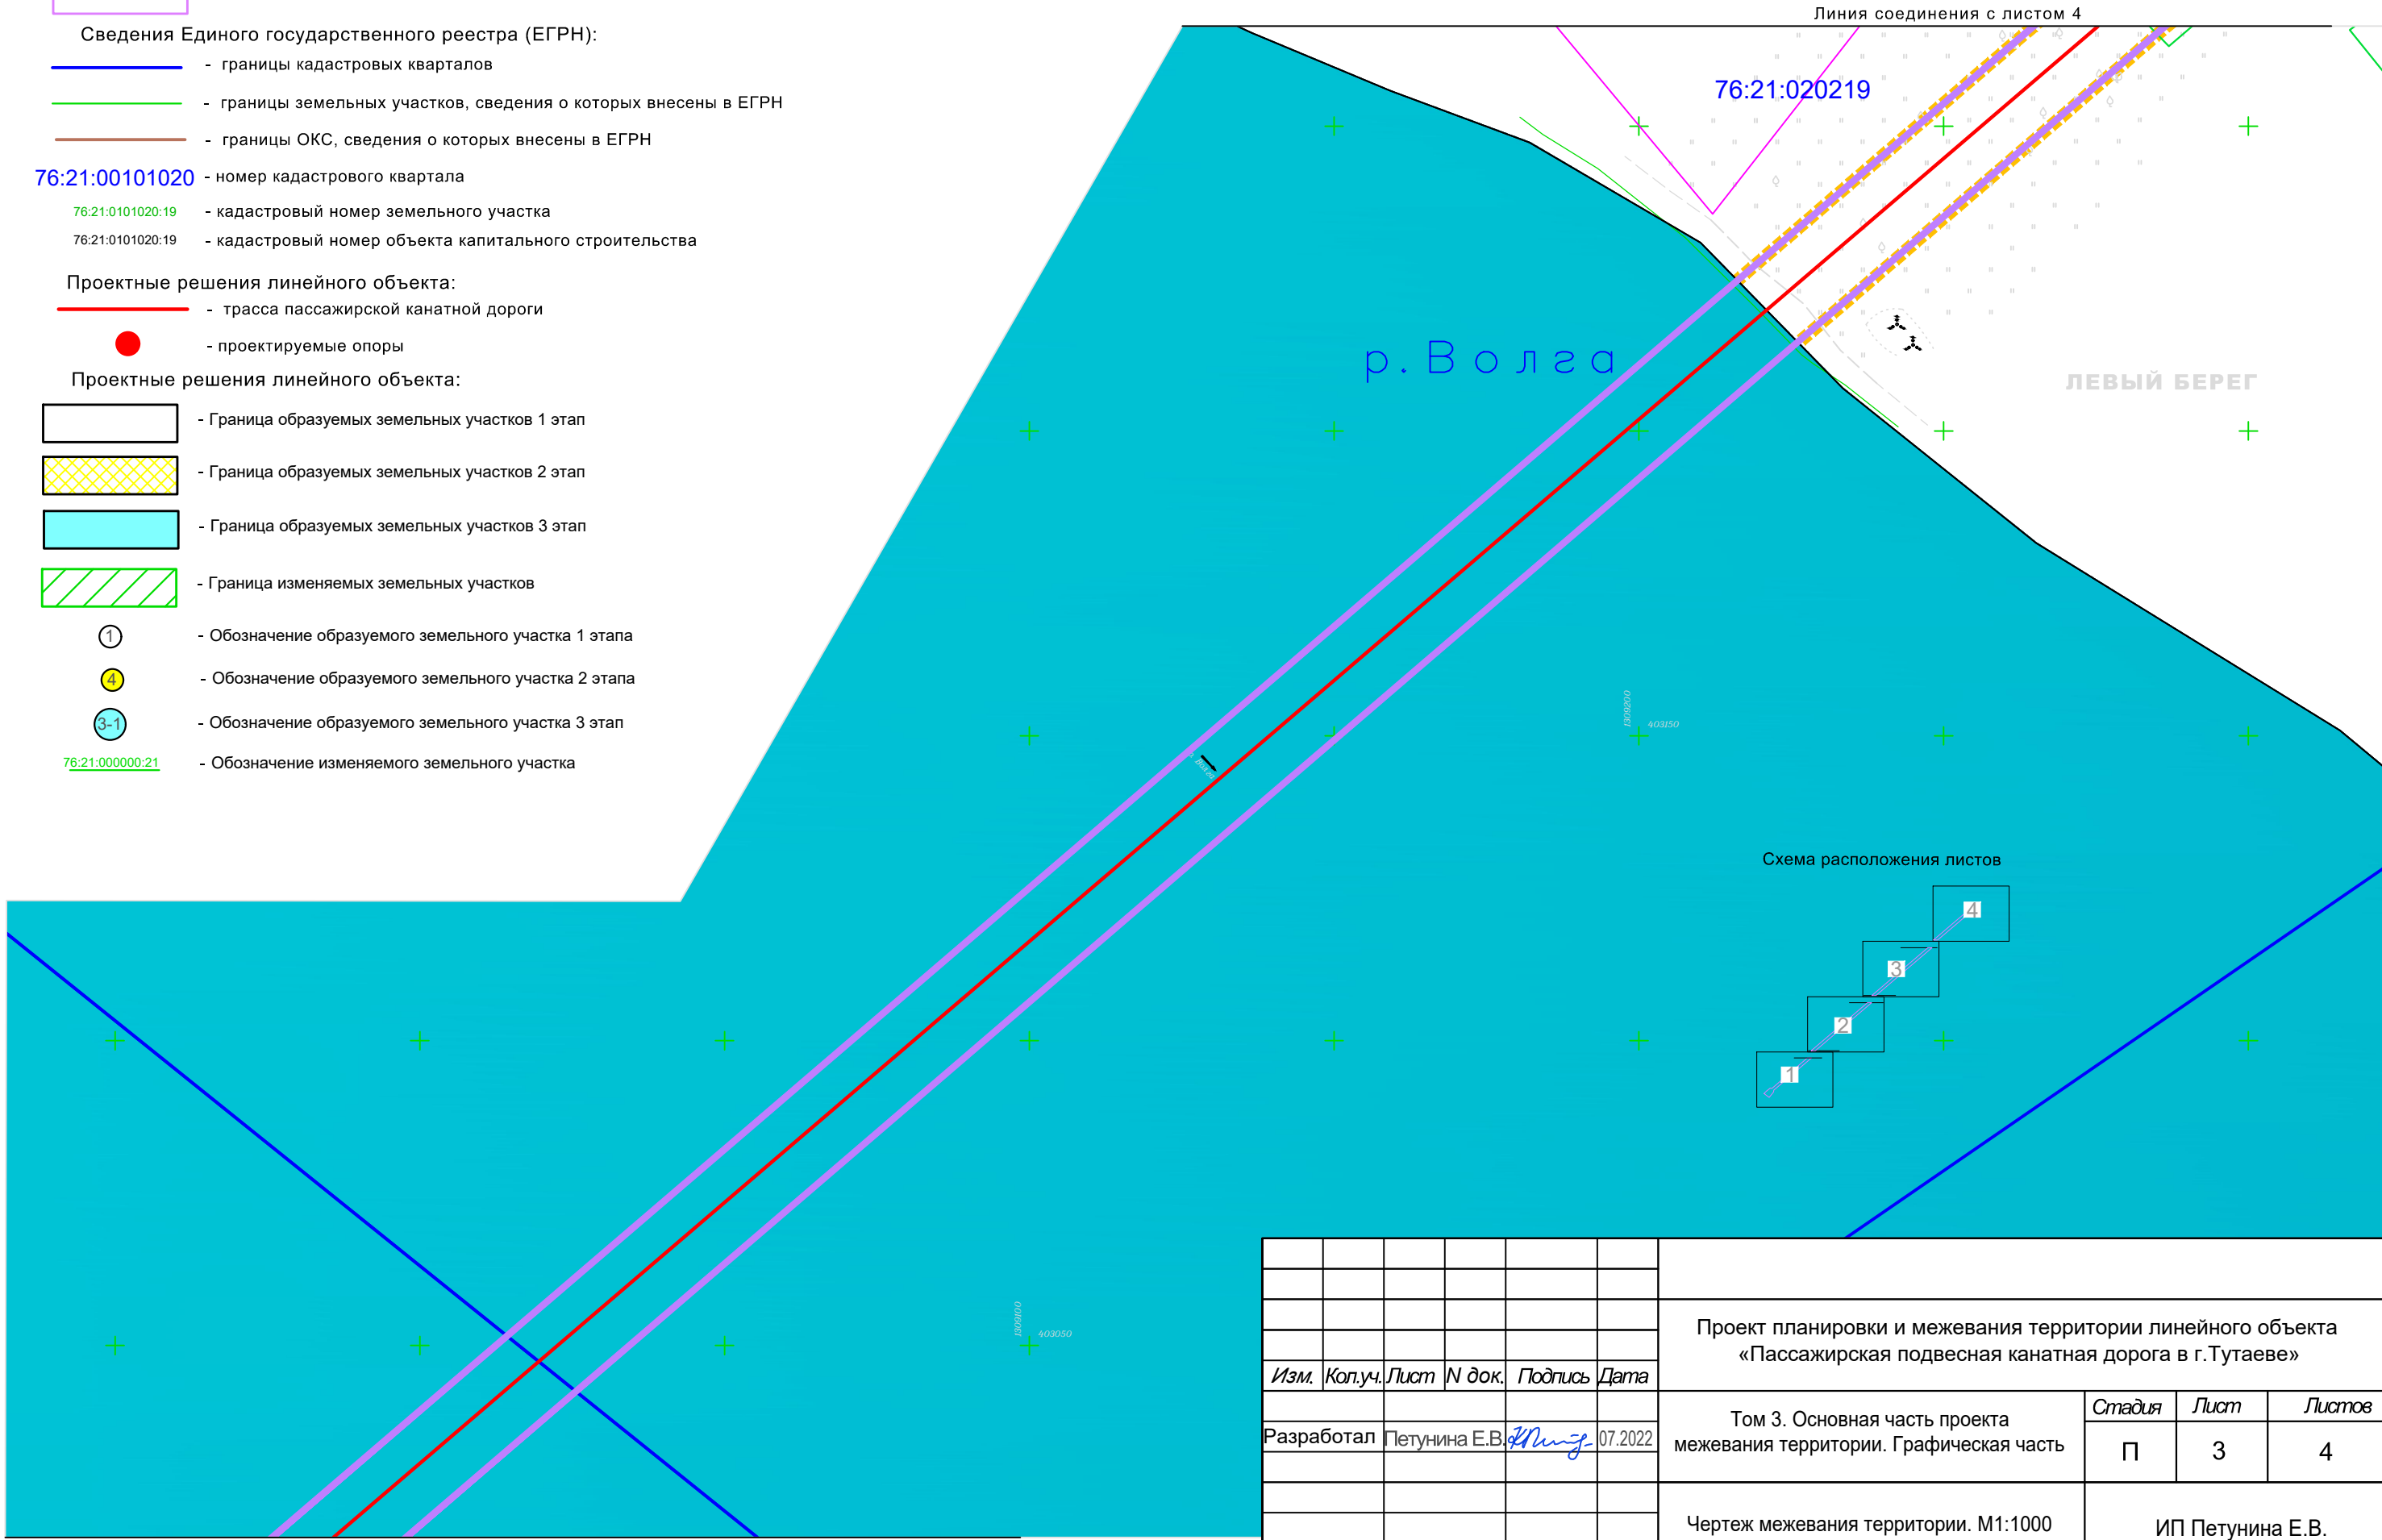 Линия соединения с листом 4
Сведения Единого государственного реестра (ЕГРН):
- границы кадастровых кварталов
- границы земельных участков, сведения о которых внесены в ЕГРН
- границы ОКС, сведения о которых внесены в ЕГРН
76:21:00101020 - номер кадастрового квартала
76:21:0101020:19 - кадастровый номер земельного участка
76:21:0101020:19 - кадастровый номер объекта капитального строительства
Проектные решения линейного объекта:
- трасса пассажирской канатной дороги
- проектируемые опоры
Проектные решения линейного объекта:
- Граница образуемых земельных участков 1 этап
- Граница образуемых земельных участков 2 этап
- Граница образуемых земельных участков 3 этап
- Граница изменяемых земельных участков
1 - Обозначение образуемого земельного участка 1 этапа
4 - Обозначение образуемого земельного участка 2 этапа
3-1 - Обозначение образуемого земельного участка 3 этап
76:21:000000:21 - Обозначение изменяемого земельного участка
76:21:020219
р.Волга
ЛЕВЫЙ БЕРЕГ
1309200
403150
Схема расположения листов
4
3
2
1
1309100
403050
Изм. Кол.уч. Лист N док. Подпись Дата
Разработал Петунина Е.В. 07.2022
Проект планировки и межевания территории линейного объекта
«Пассажирская подвесная канатная дорога в г.Тутаеве»
Том 3. Основная часть проекта
межевания территории. Графическая часть
Стадия Лист Листов
П 3 4
Чертеж межевания территории. М1:1000
ИП Петунина Е.В.